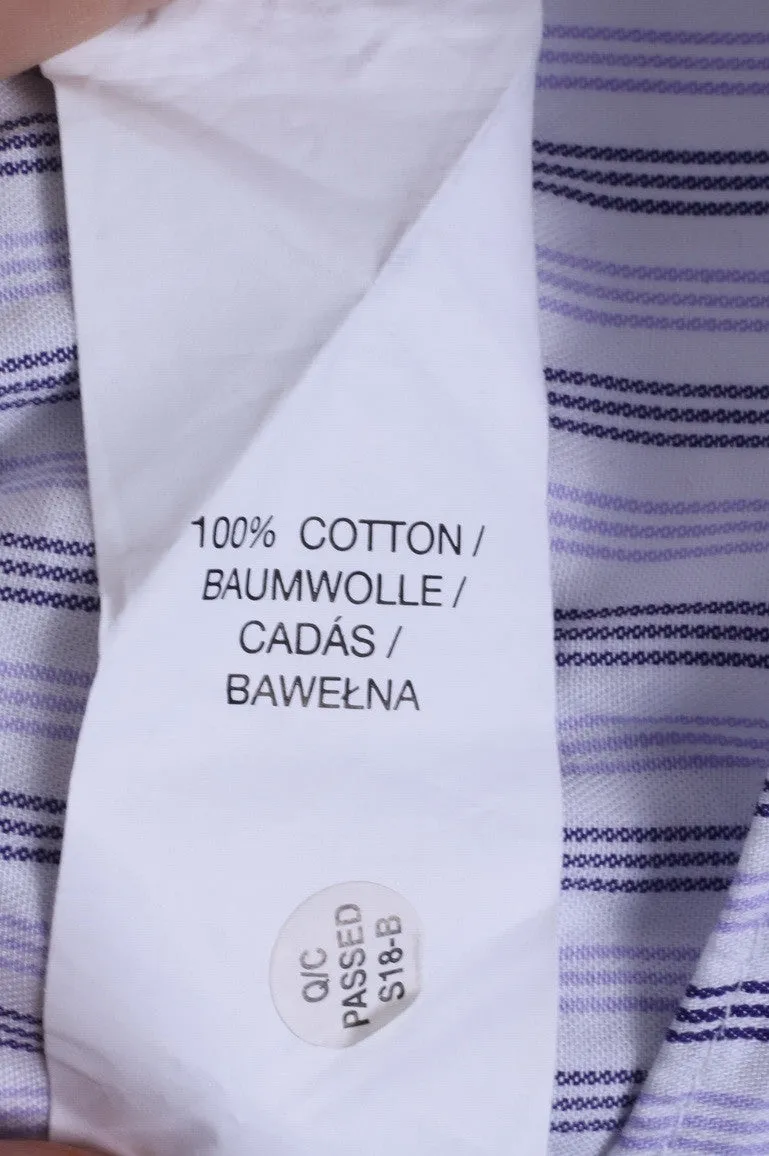 100% COTTON /
BAUMWOLLE /
CADÁS /
BAWEŁNA
Q/C
PASSED
S18-B